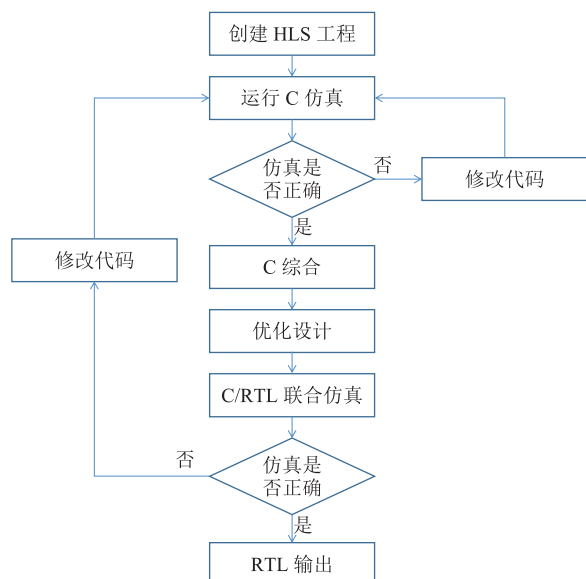 创建 HLS 工程
运行 C 仿真
仿真是
否正确
否
修改代码
是
修改代码
C 综合
优化设计
C/RTL 联合仿真
否
仿真是
否正确
是
RTL 输出